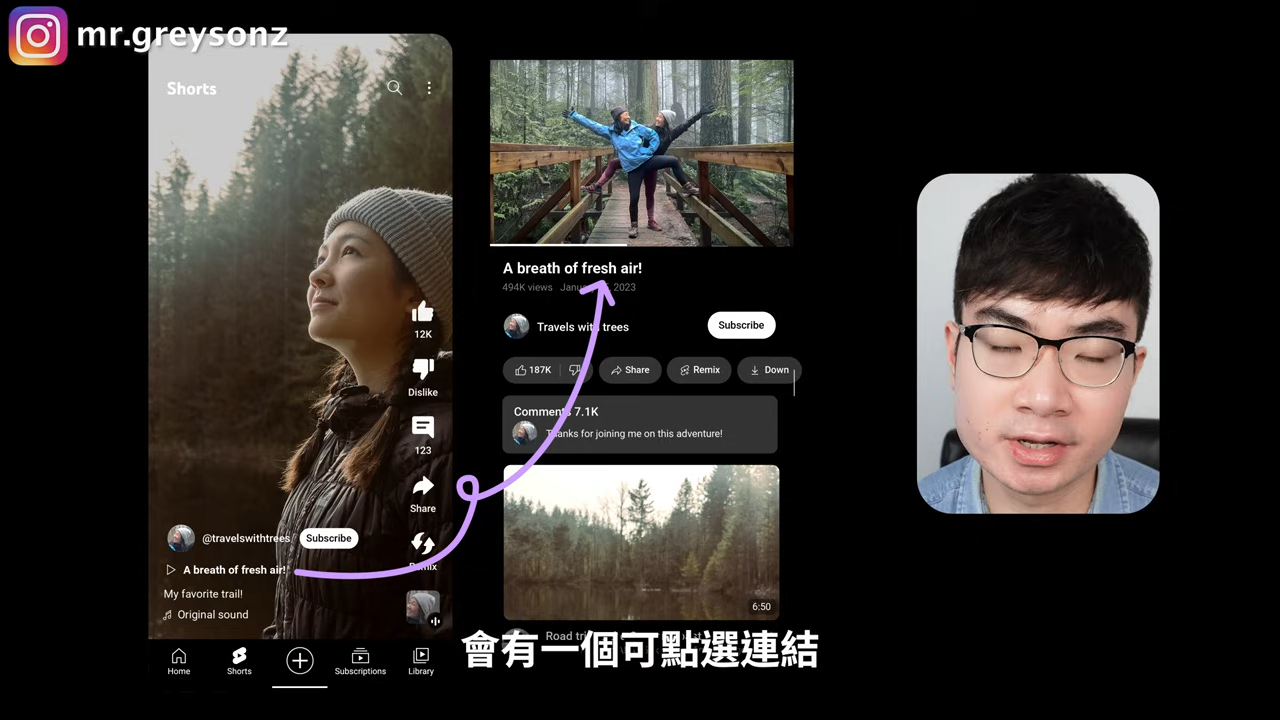 mr.greysonz
Shorts
12K
Dislike
123
Share
Remix
@travelswithtrees
Subscribe
A breath of fresh air!
My favorite trail!
Original sound
Home
Shorts
Subscriptions
Library
A breath of fresh air!
494K views
2023
Travels with trees
Subscribe
187K
Share
Remix
Down
Comments 7.1K
Thanks for joining me on this adventure!
6:50
Road
會有一個可點選連結